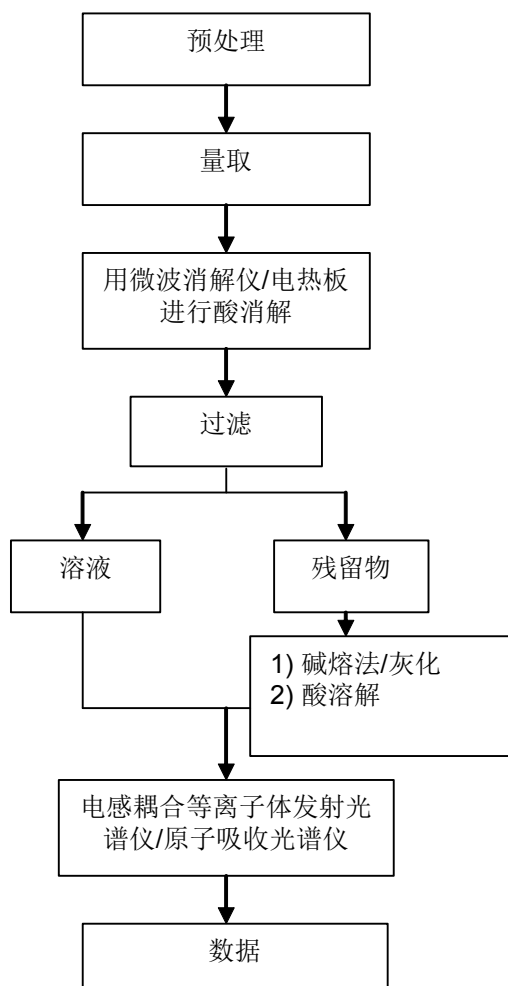 预处理
量取
用微波消解仪/电热板
进行酸消解
过滤
溶液
残留物
1) 碱熔法/灰化
2) 酸溶解
电感耦合等离子体发射光
谱仪/原子吸收光谱仪
数据